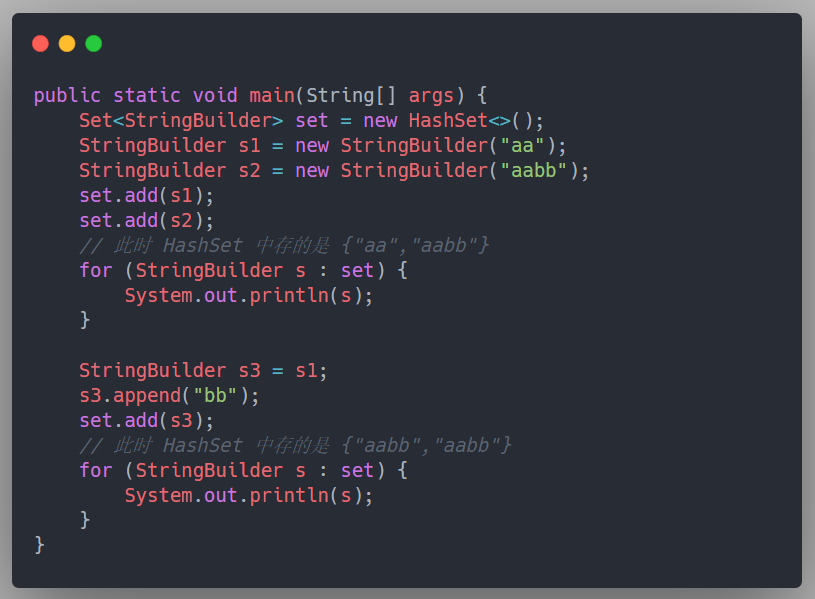 public static void main(String[] args) {
    Set<StringBuilder> set = new HashSet<>();
    StringBuilder s1 = new StringBuilder("aa");
    StringBuilder s2 = new StringBuilder("aabb");
    set.add(s1);
    set.add(s2);
    // 此时 HashSet 中存的是 {"aa","aabb"}
    for (StringBuilder s : set) {
        System.out.println(s);
    }

    StringBuilder s3 = s1;
    s3.append("bb");
    set.add(s3);
    // 此时 HashSet 中存的是 {"aabb","aabb"}
    for (StringBuilder s : set) {
        System.out.println(s);
    }
}